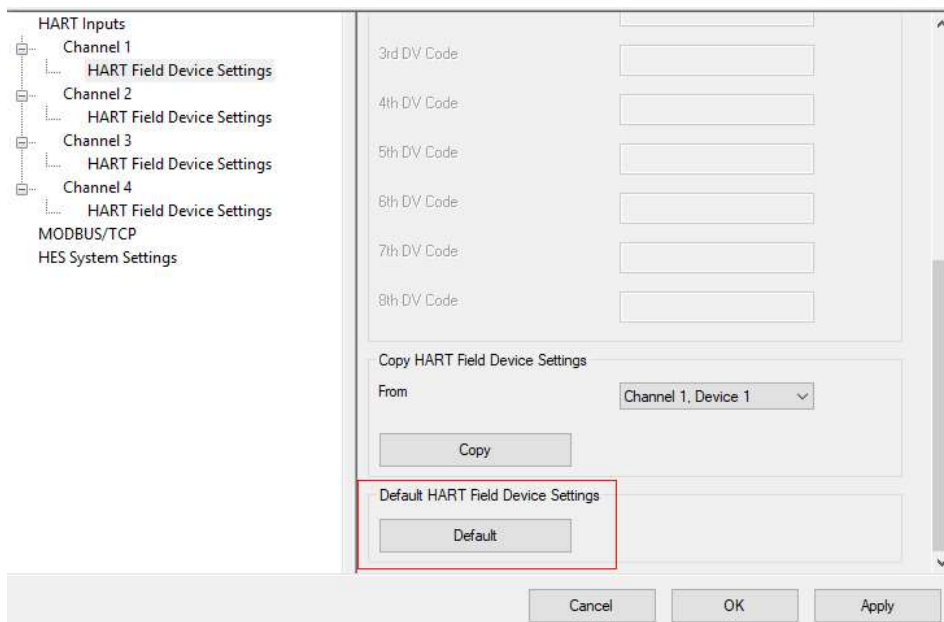 HART Inputs
Channel 1
HART Field Device Settings
Channel 2
HART Field Device Settings
Channel 3
HART Field Device Settings
Channel 4
HART Field Device Settings
MODBUS/TCP
HES System Settings
3rd DV Code
4th DV Code
5th DV Code
6th DV Code
7th DV Code
8th DV Code
Copy HART Field Device Settings
From
Channel 1, Device 1
Copy
Default HART Field Device Settings
Default
Cancel
OK
Apply